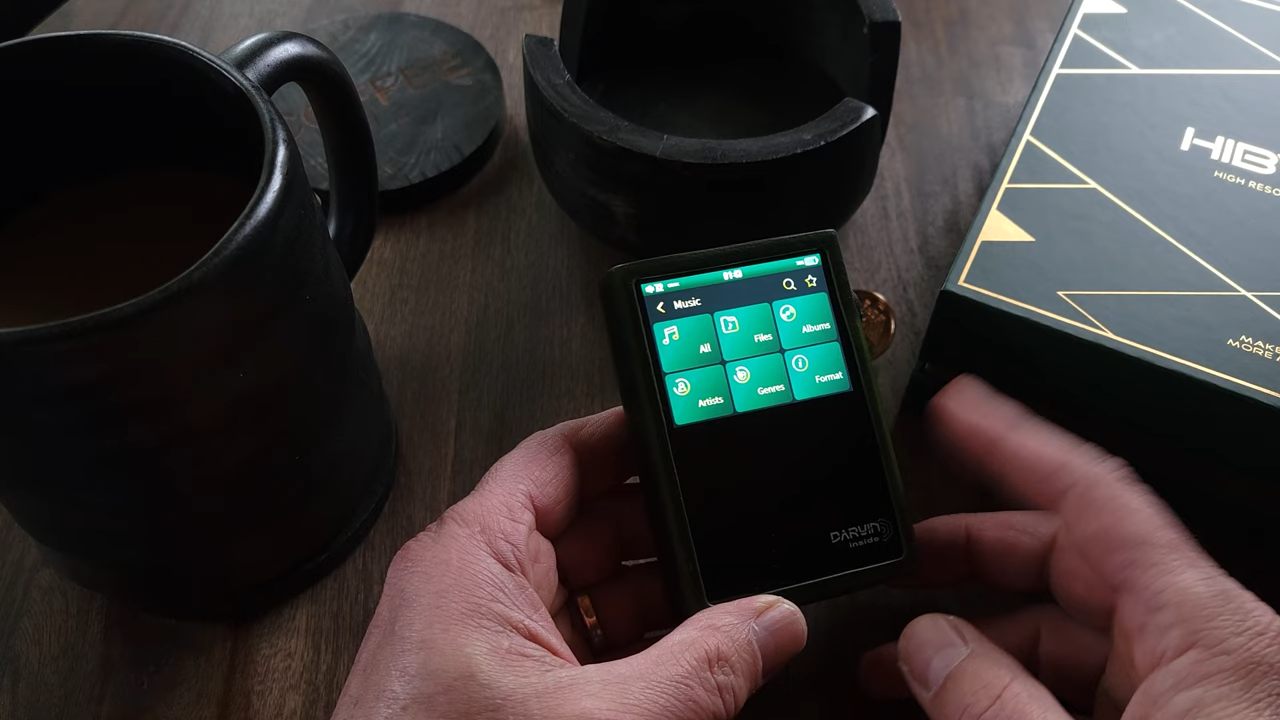 HIB
HIGH RESO
MAKE
MORE
Music
All
Files
Albums
Artists
Genres
Format
DARWIN
inside